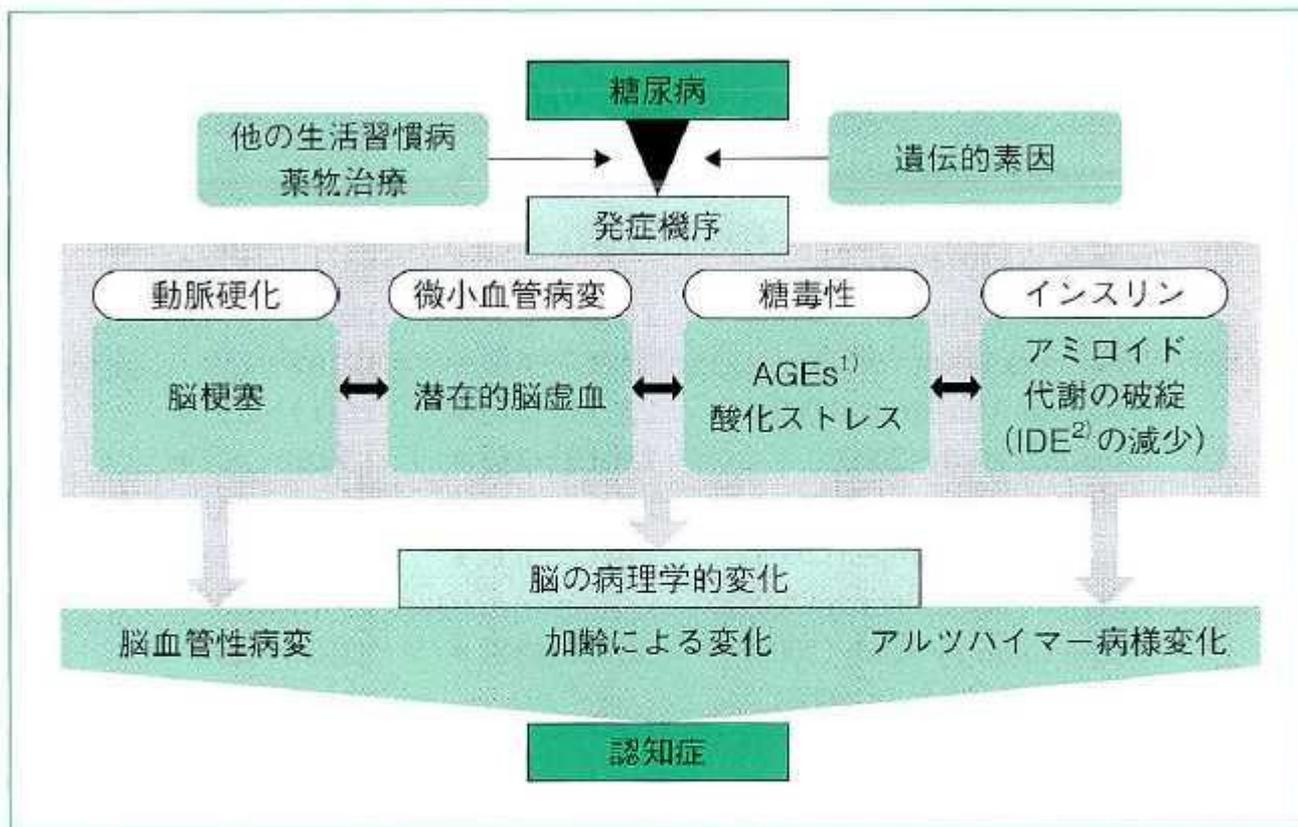 糖尿病
他の生活習慣病
薬物治療
遺伝的素因
発症機序
動脈硬化
脳梗塞
微小血管病変
潜在的脳虚血
糖毒性
AGEs1)
酸化ストレス
インスリン
アミロイド
代謝の破綻
(IDE2)の減少)
脳の病理学的変化
脳血管性病変
加齢による変化
アルツハイマー病様変化
認知症